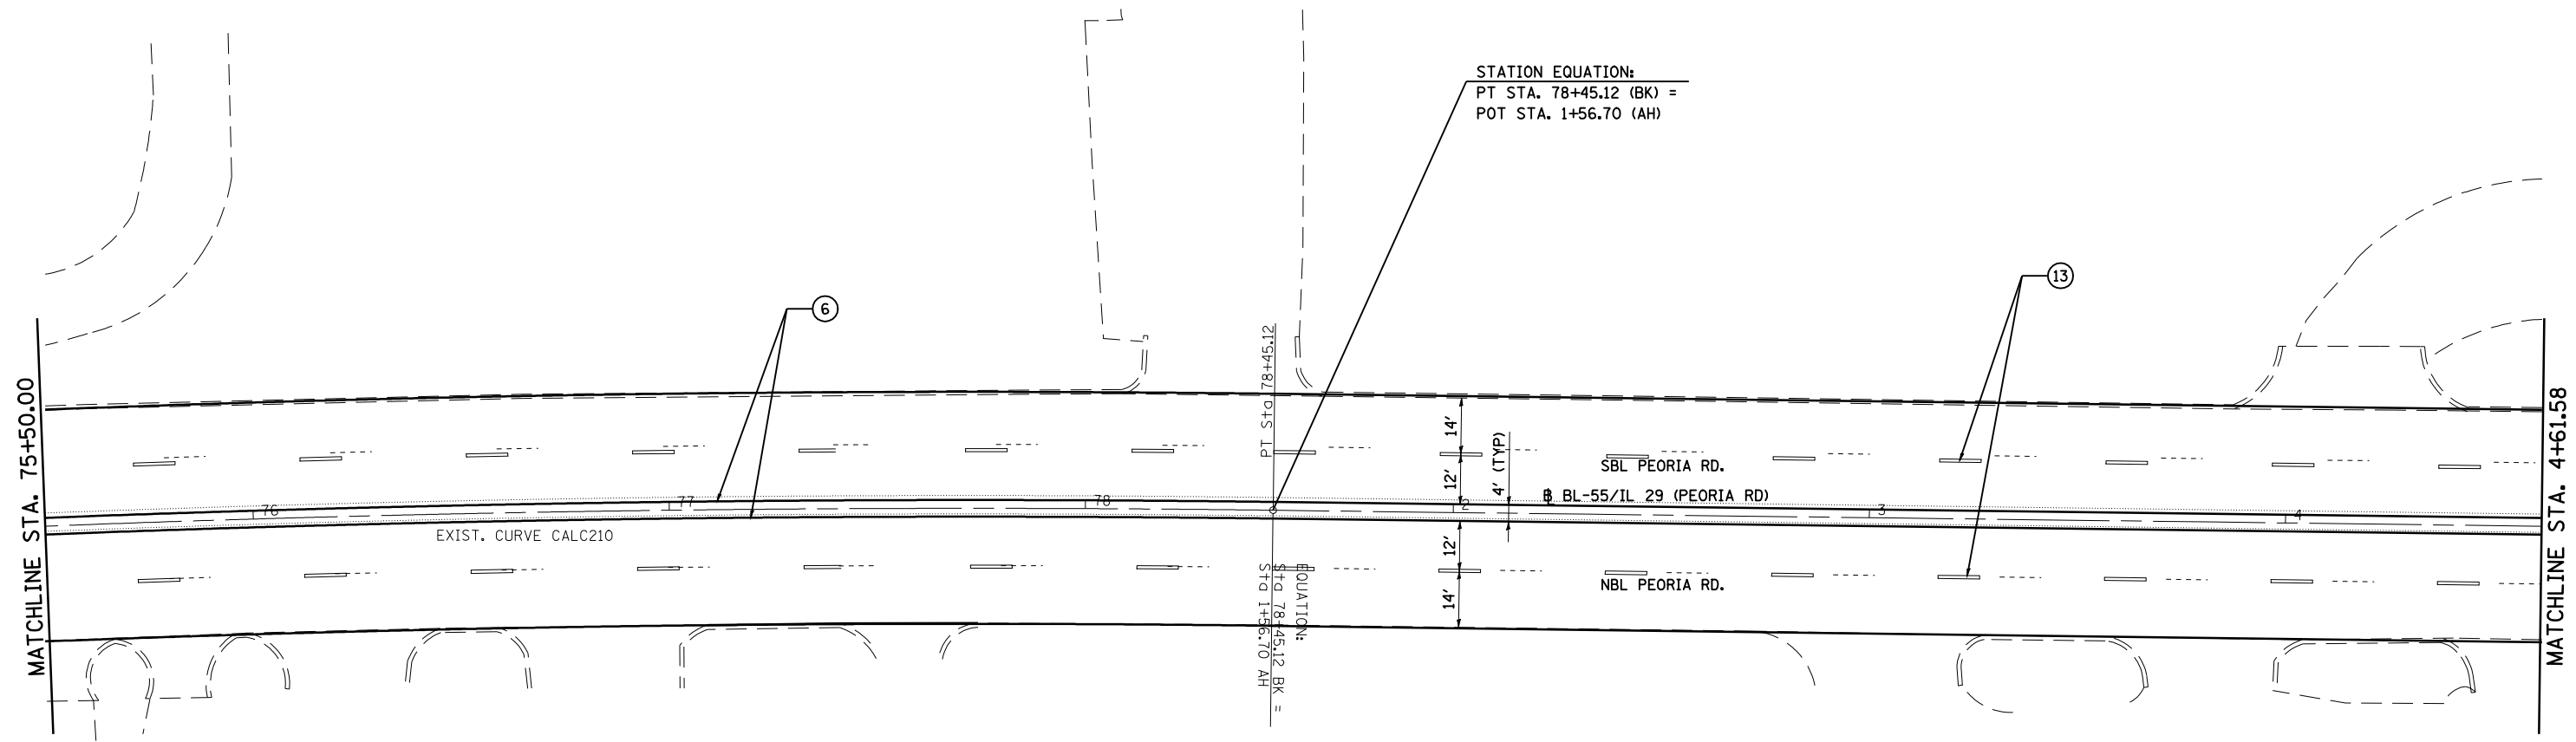 STATION EQUATION:
PT STA. 78+45.12 (BK) =
POT STA. 1+56.70 (AH)
13
6
MATCHLINE STA. 75+50.00
PT Sta 78+45.12
14'
12'
4' (TYP)
SBL PEORIA RD.
BL-55/IL 29 (PEORIA RD)
76
77
78
2
3
4
EXIST. CURVE CALC210
12'
14'
NBL PEORIA RD.
EQUATION:
Sta 78+45.12 BK =
Sta 1+56.70 AH
MATCHLINE STA. 4+61.58